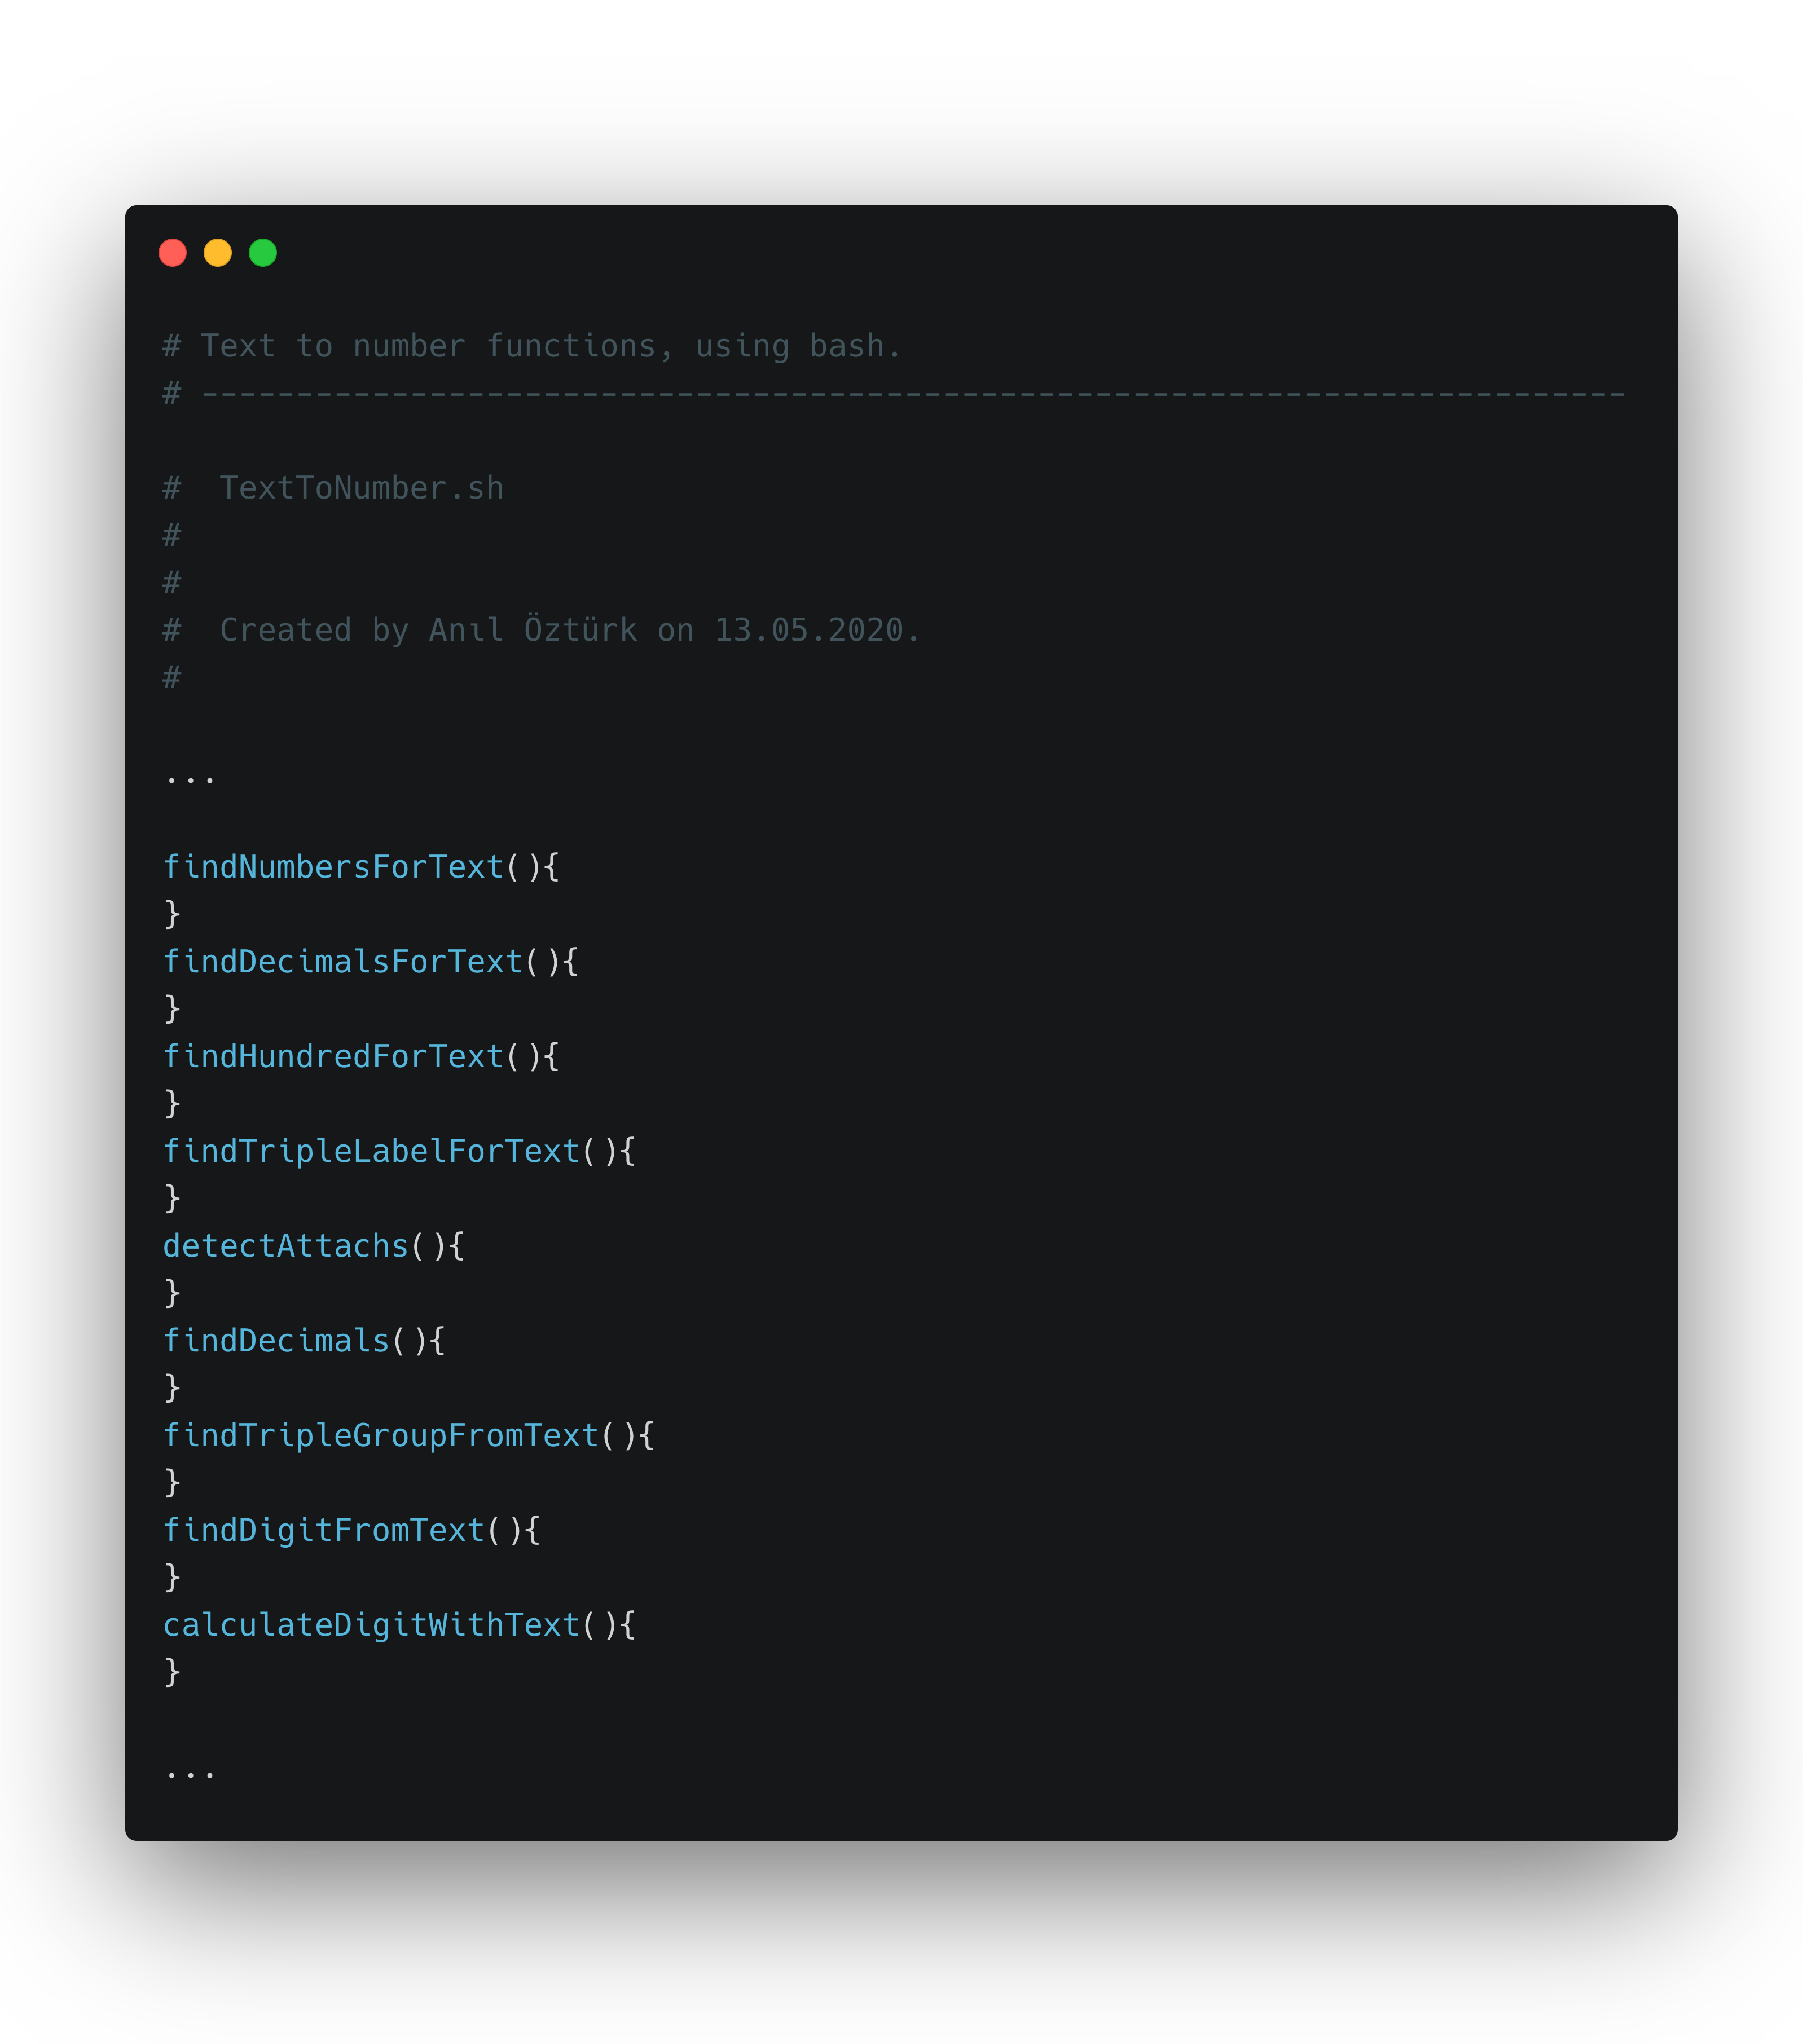 # Text to number functions, using bash.
# ---------------------------------------------------------------------------
#  TextToNumber.sh
#
#
#  Created by Anıl Öztürk on 13.05.2020.
#
...
findNumbersForText(){
}
findDecimalsForText(){
}
findHundredForText(){
}
findTripleLabelForText(){
}
detectAttachs(){
}
findDecimals(){
}
findTripleGroupFromText(){
}
findDigitFromText(){
}
calculateDigitWithText(){
}
...